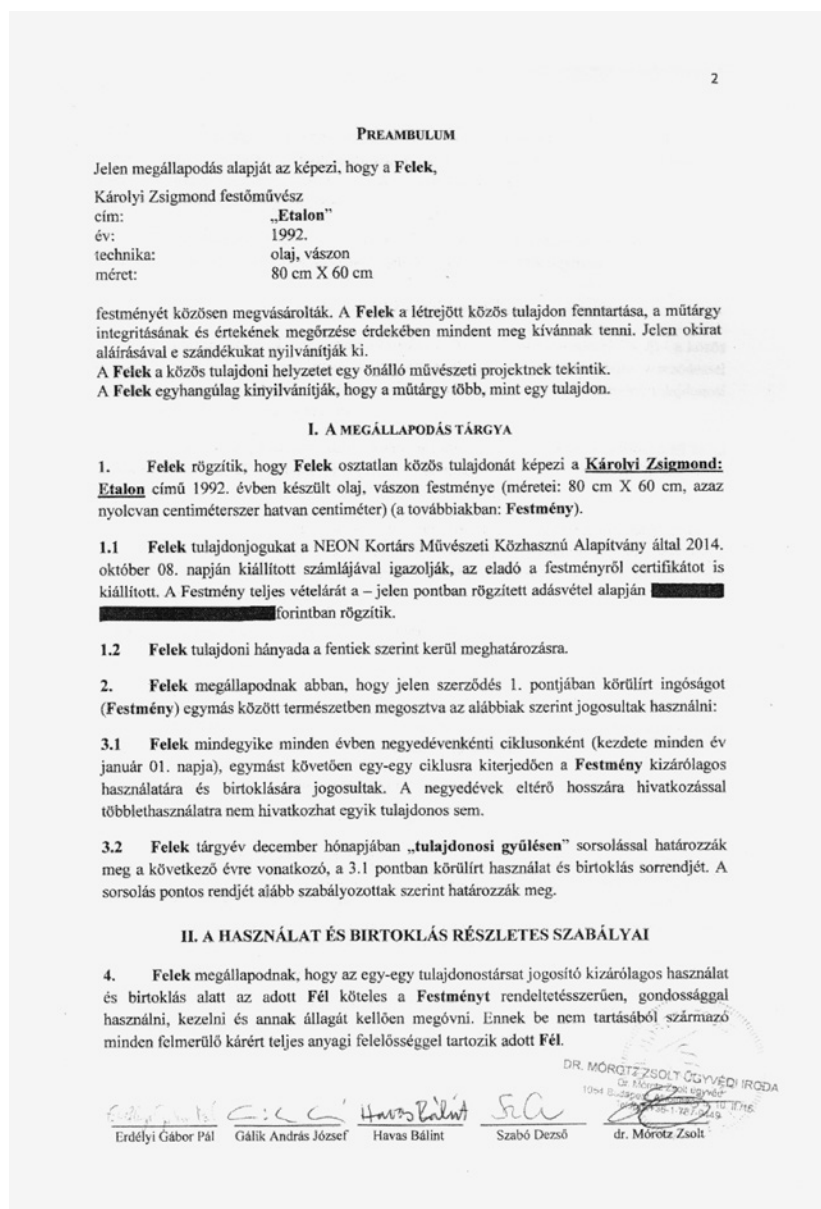 2
PREAMBULUM
Jelen megállapodás alapját az képezi, hogy a Felek,
Károlyi Zsigmond festőművész
cím: „Etalon”
év: 1992.
technika: olaj, vászon
méret: 80 cm X 60 cm
festményét közösen megvásárolták. A Felek a létrejött közös tulajdon fenntartása, a műtárgy
integritásának és értekének megőrzése érdekében mindent meg kívánnak tenni. Jelen okirat
aláírásával e szándékukat nyilvánítják ki.
A Felek a közös tulajdoni helyzetet egy önálló művészeti projektnek tekintik.
A Felek egyhangúlag kinyilvánítják, hogy a műtárgy több, mint egy tulajdon.
I. A MEGÁLLAPODÁS TÁRGYA
1. Felek rögzítik, hogy Felek osztatlan közös tulajdonát képezi a Károlyi Zsigmond:
Etalon című 1992. évben készült olaj, vászon festménye (méretei: 80 cm X 60 cm, azaz
nyolcvan centiméterszer hatvan centiméter) (a továbbiakban: Festmény).
1.1 Felek tulajdonjogukat a NEON Kortárs Művészeti Közhasznú Alapítvány által 2014.
október 08. napján kiállított számlájával igazolják, az eladó a festményről certifikátot is
kiállított. A Festmény teljes vételárát a – jelen pontban rögzített adásvétel alapján
forintban rögzítik.
1.2 Felek tulajdoni hányada a fentiek szerint kerül meghatározásra.
2. Felek megállapodnak abban, hogy jelen szerződés 1. pontjában körülírt ingóságot
(Festmény) egymás között természetben megosztva az alábbiak szerint jogosultak használni:
3.1 Felek mindegyike minden évben negyedévenkénti ciklusonként (kezdete minden év
január 01. napja), egymást követően egy-egy ciklusra kiterjedően a Festmény kizárólagos
használatára és birtoklására jogosultak. A negyedévek eltérő hosszára hivatkozással
többlethasználatra nem hivatkozhat egyik tulajdonos sem.
3.2 Felek tárgyév december hónapjában „tulajdonosi gyűlésen” sorsolással határozzák
meg a következő évre vonatkozó, a 3.1 pontban körülírt használat és birtoklás sorrendjét. A
sorsolás pontos rendjét alább szabályozottak szerint határozzák meg.
II. A HASZNÁLAT ÉS BIRTOKLÁS RÉSZLETES SZABÁLYAI
4. Felek megállapodnak, hogy az egy-egy tulajdonostársat jogosító kizárólagos használat
és birtoklás alatt az adott Fél köteles a Festményt rendeltetésszerűen, gondossággal
használni, kezelni és annak állagát kellően megóvni. Ennek be nem tartásából származó
minden felmerülő kárért teljes anyagi felelősséggel tartozik adott Fél.
DR. MÓROTZ ZSOLT ÜGYVÉDI IRODA
Dr. Mórotz Zsolt ügyvéd
1054 Budapest
Havas Bálint
Erdélyi Gábor Pál Gálik András József Havas Bálint Szabó Dezső dr. Mórotz Zsolt